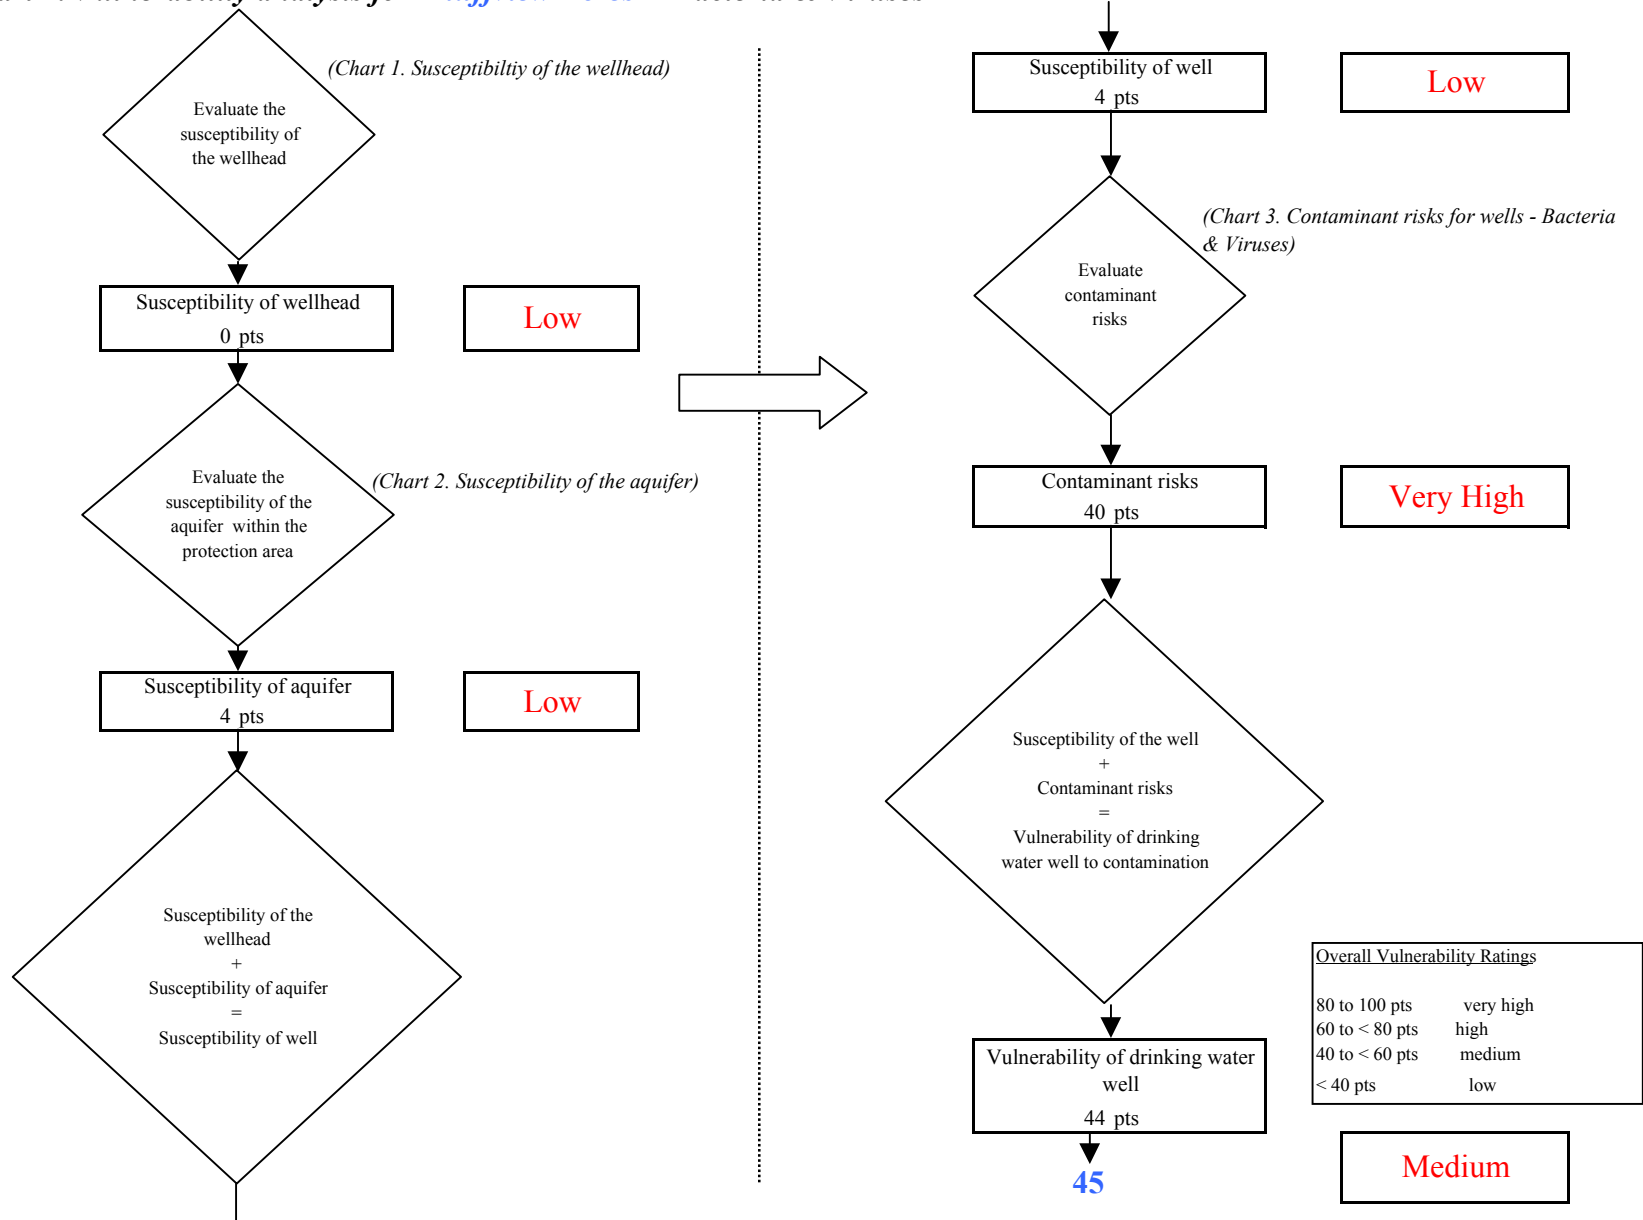 (Chart 1. Susceptibiltiy of the wellhead)
Evaluate the
susceptibility of
the wellhead
Susceptibility of wellhead
0 pts
Low
Evaluate the
susceptibility of the
aquifer within the
protection area
(Chart 2. Susceptibility of the aquifer)
Susceptibility of aquifer
4 pts
Low
Susceptibility of the
wellhead
+
Susceptibility of aquifer
=
Susceptibility of well
Susceptibility of well
4 pts
Low
(Chart 3. Contaminant risks for wells - Bacteria
& Viruses)
Evaluate
contaminant
risks
Contaminant risks
40 pts
Very High
Susceptibility of the well
+
Contaminant risks
=
Vulnerability of drinking
water well to contamination
Overall Vulnerability Ratings
80 to 100 pts very high
60 to < 80 pts high
40 to < 60 pts medium
< 40 pts low
Vulnerability of drinking water
well
44 pts
45
Medium